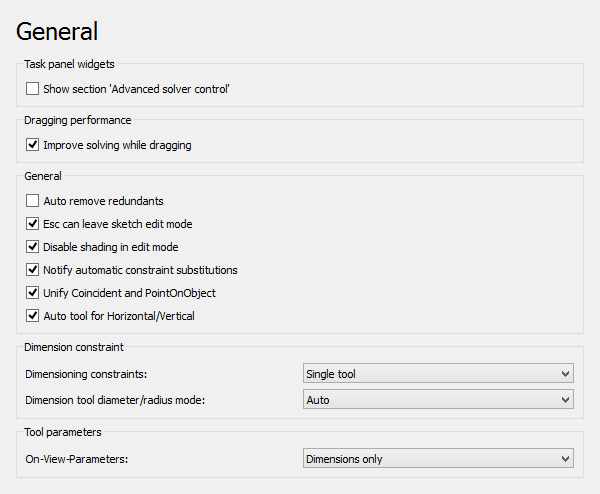 General
Task panel widgets
Show section 'Advanced solver control'
Dragging performance
Improve solving while dragging
General
Auto remove redundants
Esc can leave sketch edit mode
Disable shading in edit mode
Notify automatic constraint substitutions
Unify Coincident and PointOnObject
Auto tool for Horizontal/Vertical
Dimension constraint
Dimensioning constraints: Single tool
Dimension tool diameter/radius mode: Auto
Tool parameters
On-View-Parameters: Dimensions only